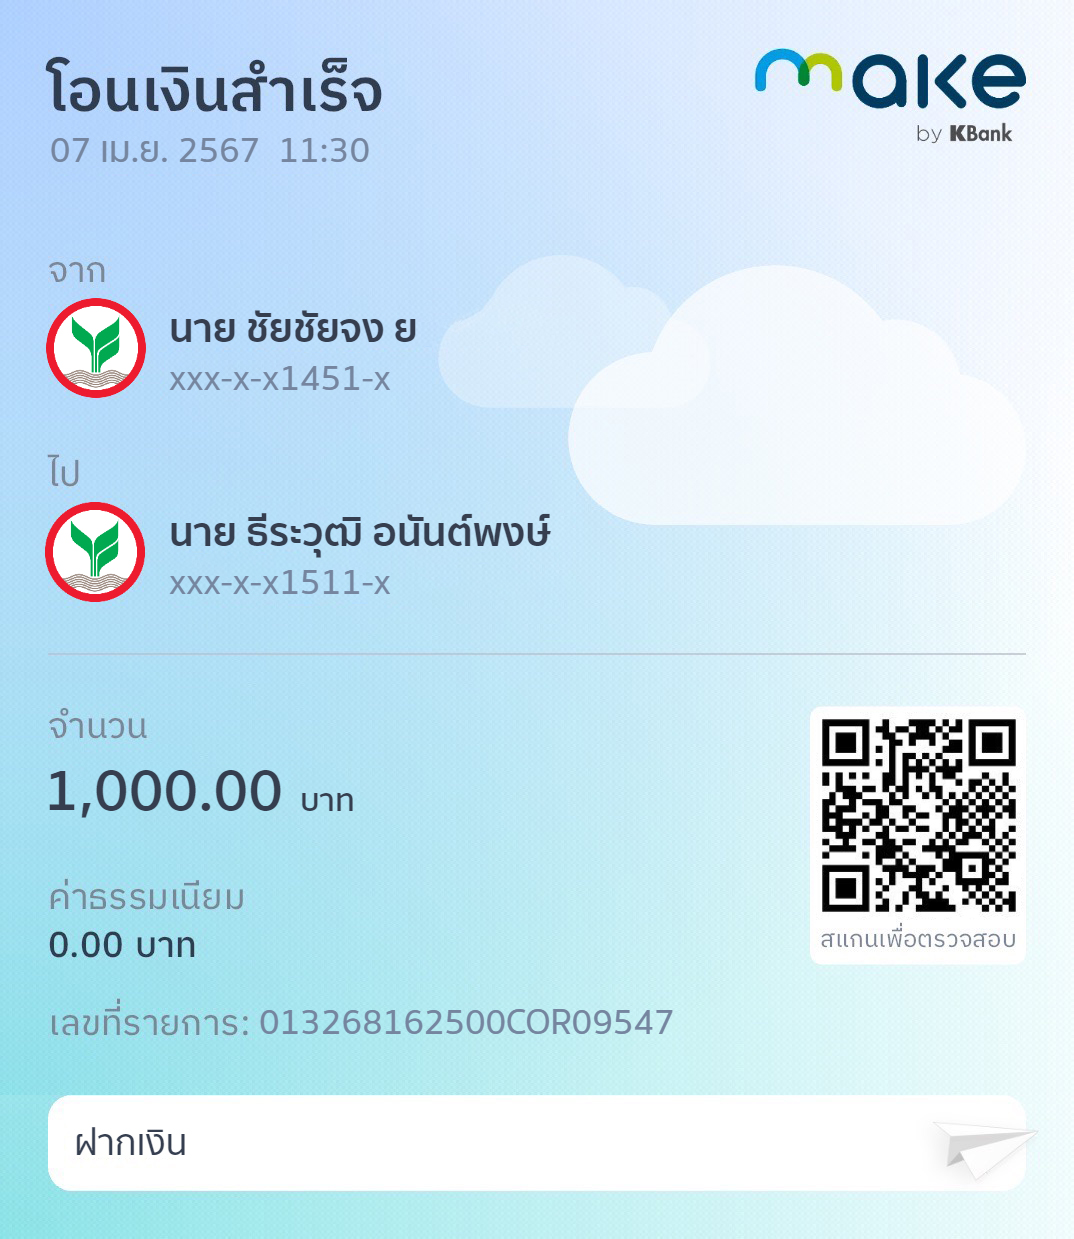 โอนเงินสำเร็จ
07 เม.ย. 2567 11:30
make
by KBank
จาก
นาย ชัยชัยจง ย
xxx-x-x1451-x
ไป
นาย ธีระวุฒิ อนันต์พงษ์
xxx-x-x1511-x
จำนวน
1,000.00 บาท
ค่าธรรมเนียม
0.00 บาท
สแกนเพื่อตรวจสอบ
เลขที่รายการ: 013268162500COR09547
ฝากเงิน